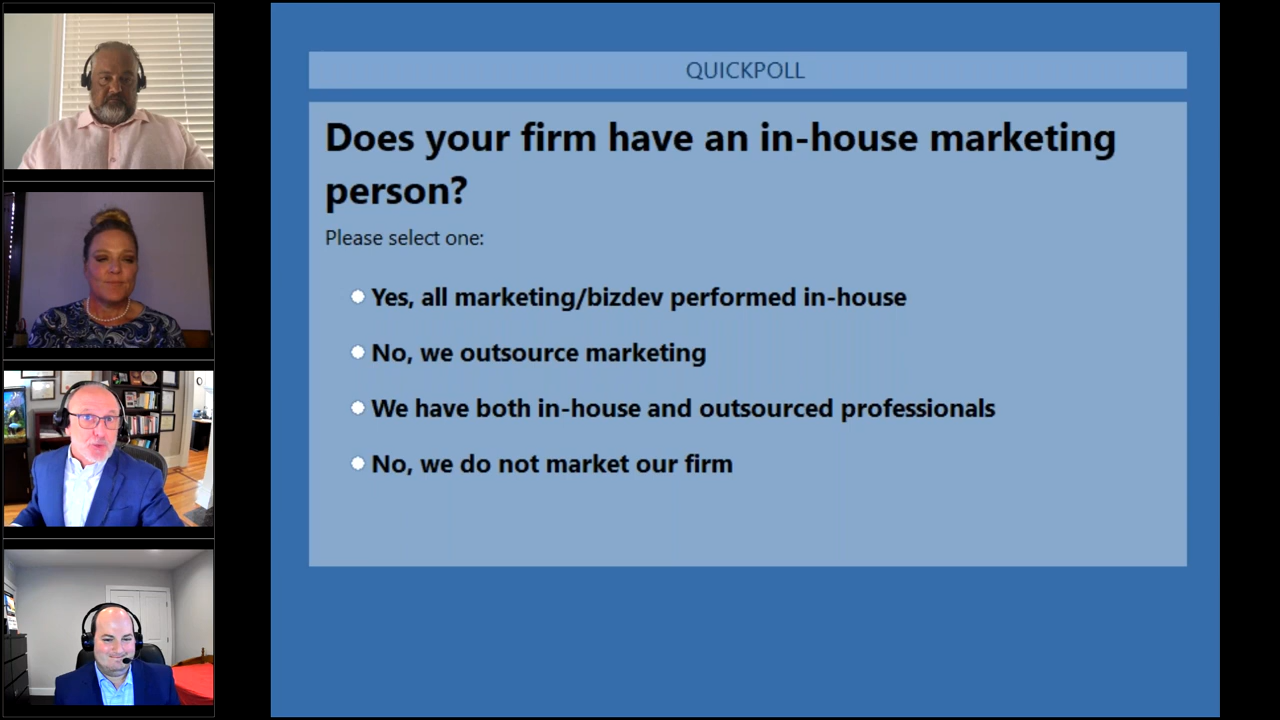 QUICKPOLL
Does your firm have an in-house marketing
person?
Please select one:
Yes, all marketing/bizdev performed in-house
No, we outsource marketing
We have both in-house and outsourced professionals
No, we do not market our firm